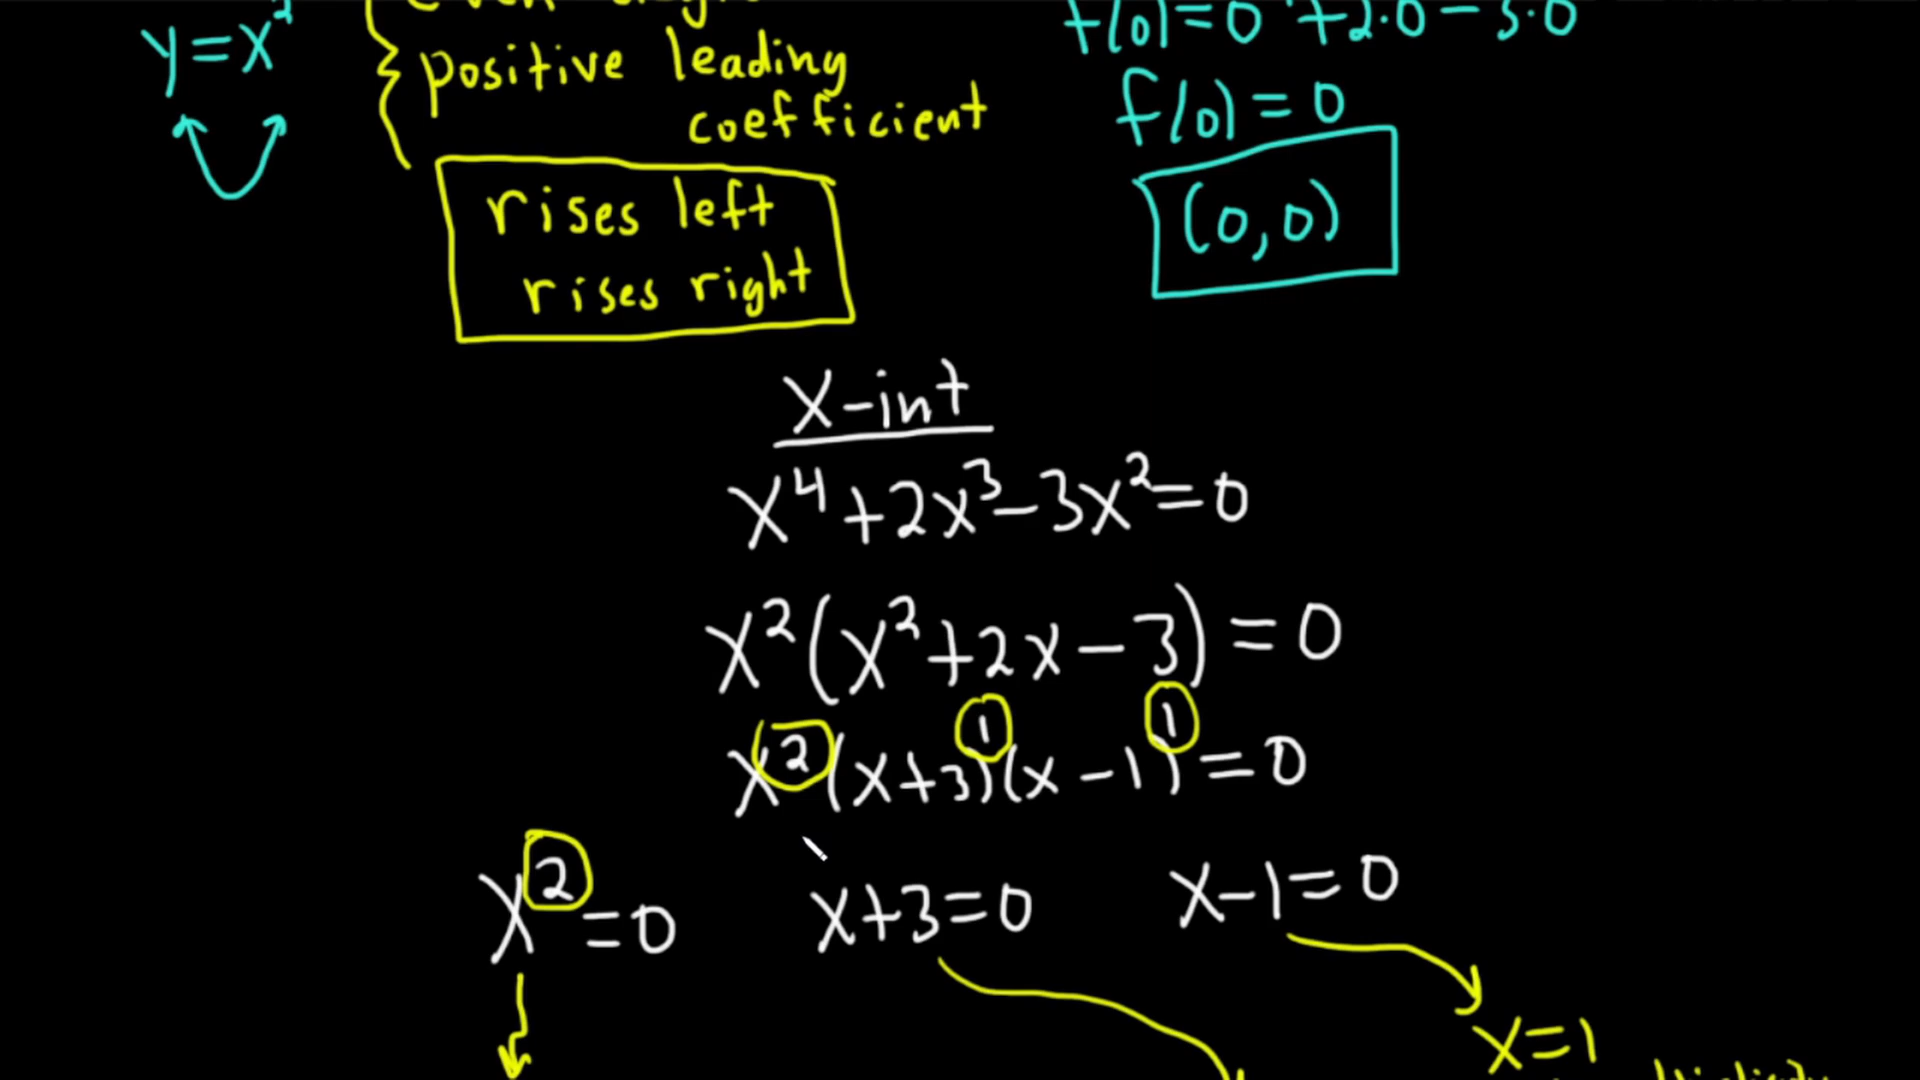 y=x²
positive leading
coefficient
rises left
rises right
f(0)=0
(0,0)
x-int
x⁴+2x³-3x²=0
x²(x²+2x-3)=0
x²(x+3)¹(x-1)¹=0
x²=0
x+3=0
x-1=0
x=1